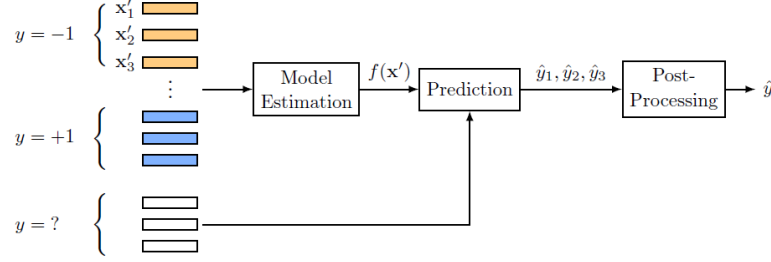 y = −1
x′₁
x′₂
x′₃
⋮
y = +1
y = ?
Model
Estimation
f(x′)
Prediction
ŷ₁, ŷ₂, ŷ₃
Post-
Processing
ŷ